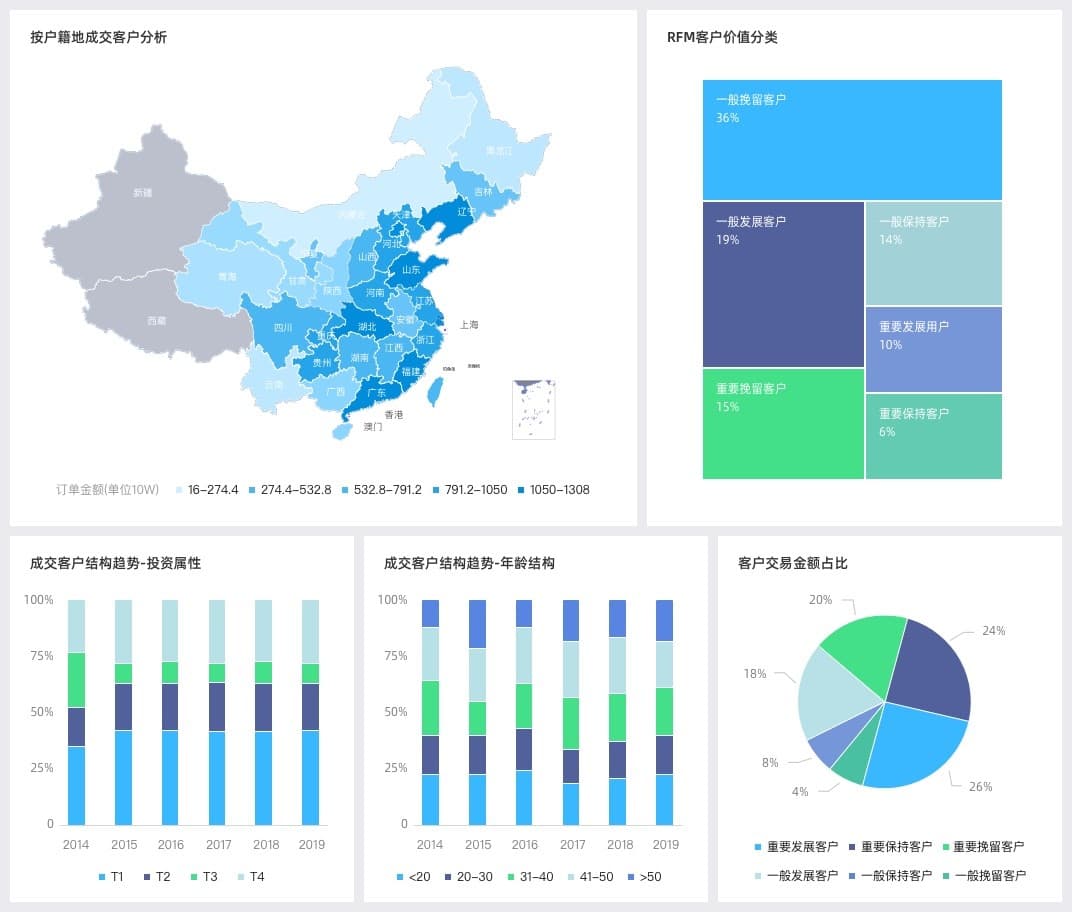 按户籍地成交客户分析
黑龙江
吉林
新疆
辽宁
内蒙古
天津
河北
山西
山东
青海
甘肃
陕西
河南
江苏
西藏
四川
重庆
湖北
安徽
上海
浙江
江西
贵州
湖南
福建
云南
广西
广东
香港
澳门
订单金额(单位10W) 16–274.4 274.4–532.8 532.8–791.2 791.2–1050 1050–1308
RFM客户价值分类
一般挽留客户
36%
一般发展客户
19%
一般保持客户
14%
重要发展用户
10%
重要挽留客户
15%
重要保持客户
6%
成交客户结构趋势-投资属性
100%
75%
50%
25%
0
2014 2015 2016 2017 2018 2019
T1 T2 T3 T4
成交客户结构趋势-年龄结构
100%
75%
50%
25%
0
2014 2015 2016 2017 2018 2019
<20 20–30 31–40 41–50 >50
客户交易金额占比
20%
24%
18%
8%
4%
26%
重要发展客户 重要保持客户 重要挽留客户
一般发展客户 一般保持客户 一般挽留客户